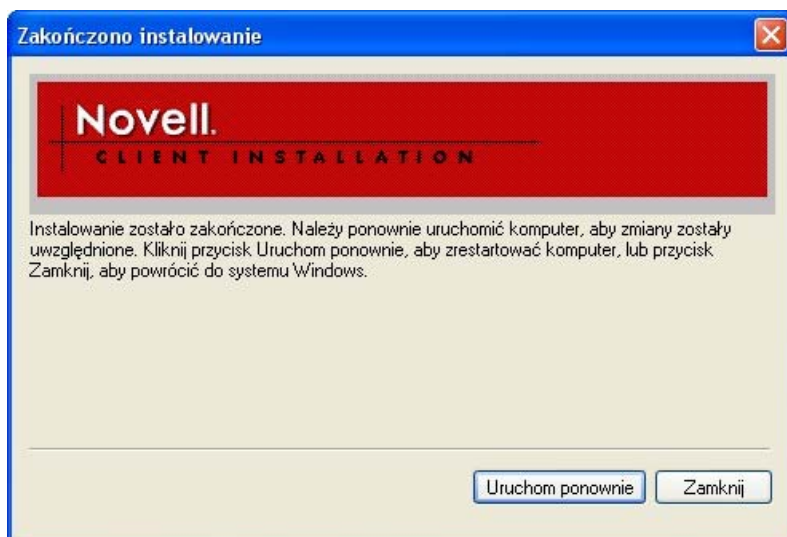 Zakończono instalowanie
Novell.
CLIENT INSTALLATION
Instalowanie zostało zakończone. Należy ponownie uruchomić komputer, aby zmiany zostały
uwzględnione. Kliknij przycisk Uruchom ponownie, aby zrestartować komputer, lub przycisk
Zamknij, aby powrócić do systemu Windows.
Uruchom ponownie
Zamknij